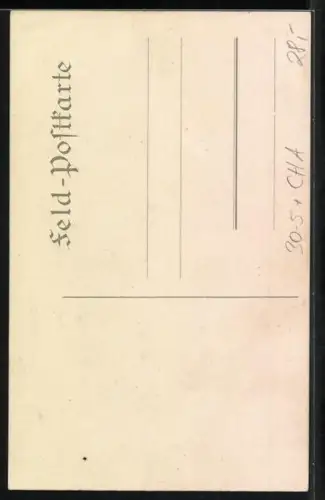 Feld-Postkarte
30-5 + CHA
28,-